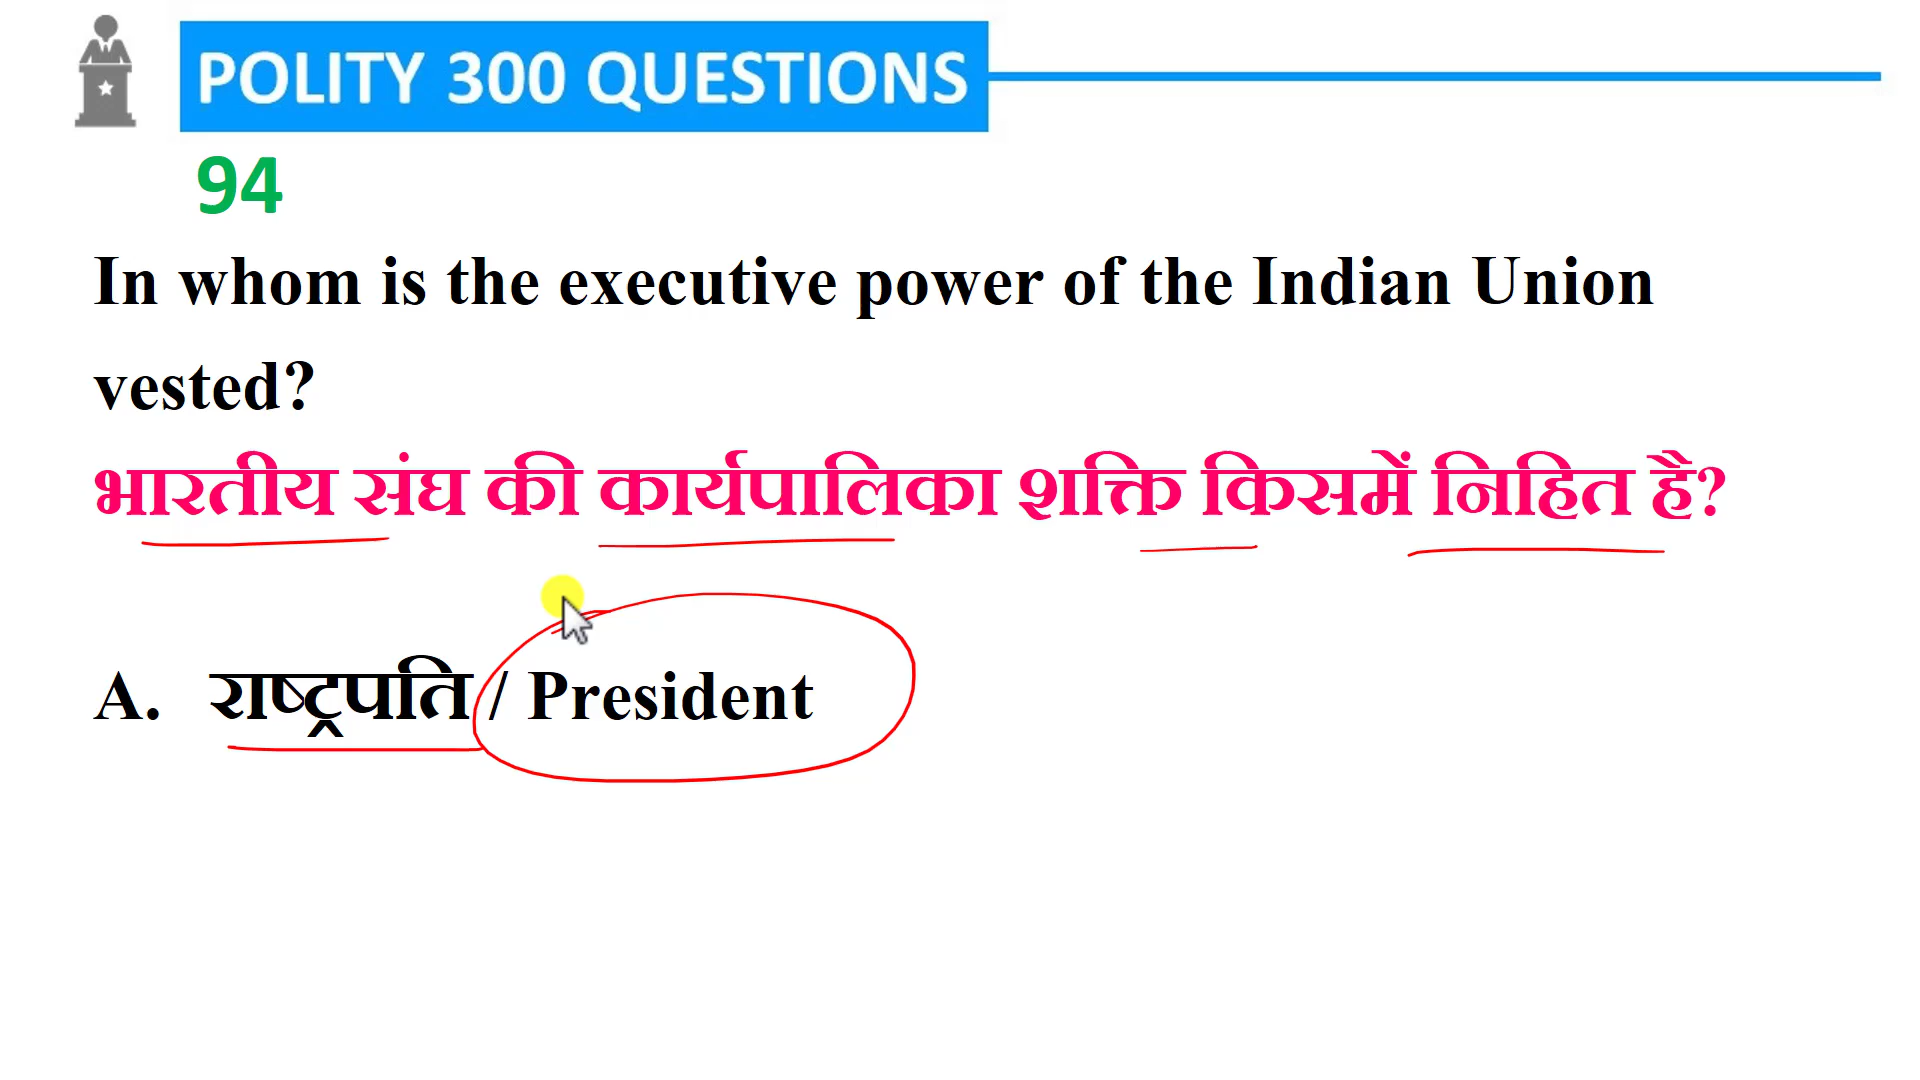 POLITY 300 QUESTIONS
94
In whom is the executive power of the Indian Union
vested?
भारतीय संघ की कार्यपालिका शक्ति किसमें निहित है?
A. राष्ट्रपति / President